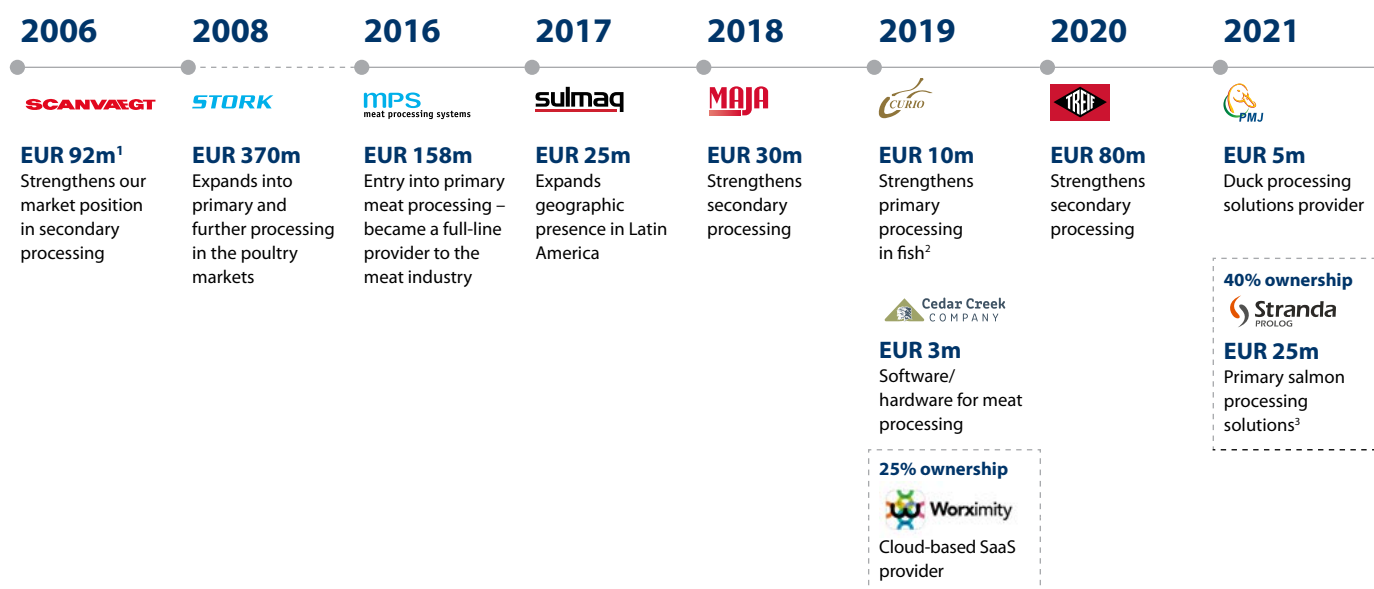 2006
SCANVAEGT
EUR 92m¹
Strengthens our
market position
in secondary
processing
2008
STORK
EUR 370m
Expands into
primary and
further processing
in the poultry
markets
2016
mps
meat processing systems
EUR 158m
Entry into primary
meat processing –
became a full-line
provider to the
meat industry
2017
sulmaq
EUR 25m
Expands
geographic
presence in Latin
America
2018
MAJA
EUR 30m
Strengthens
secondary
processing
2019
CURIO
EUR 10m
Strengthens
primary
processing
in fish²
Cedar Creek
COMPANY
EUR 3m
Software/
hardware for meat
processing
25% ownership
Worximity
Cloud-based SaaS
provider
2020
TREIF
EUR 80m
Strengthens
secondary
processing
2021
PMJ
EUR 5m
Duck processing
solutions provider
40% ownership
Stranda
PROLOG
EUR 25m
Primary salmon
processing
solutions³